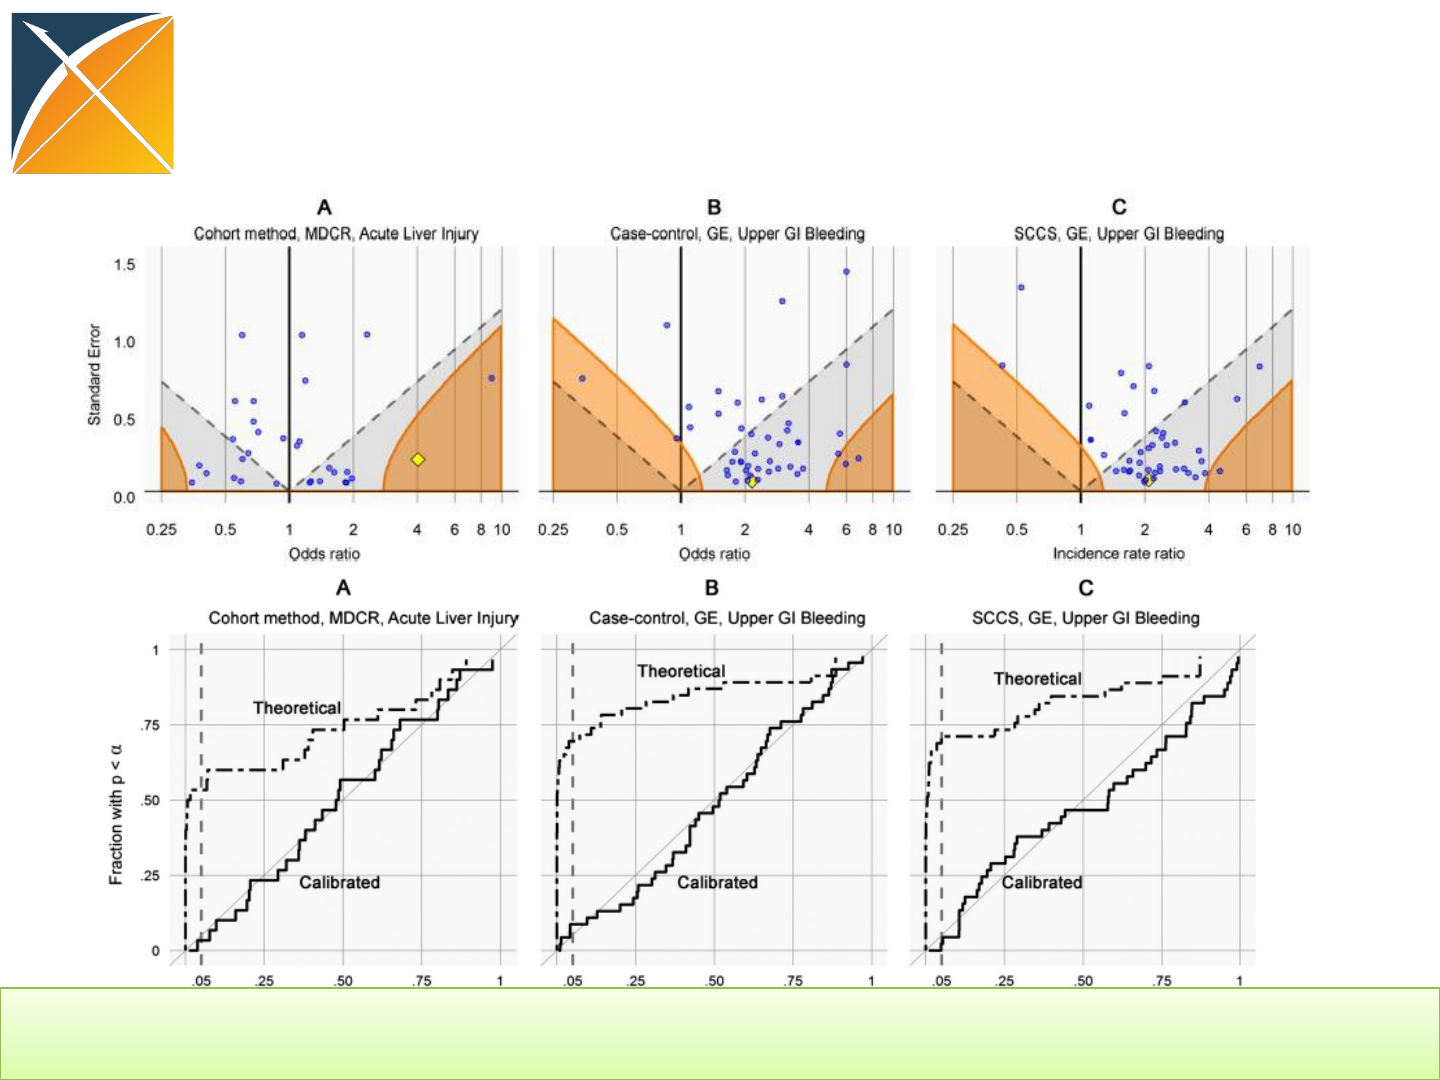 A
B
C
Cohort method, MDCR, Acute Liver Injury
Case-control, GE, Upper GI Bleeding
SCCS, GE, Upper GI Bleeding
1.5
1.0
0.5
0.0
Standard Error
0.25 0.5 1 2 4 6 8 10
0.25 0.5 1 2 4 6 8 10
0.25 0.5 1 2 4 6 8 10
Odds ratio
Odds ratio
Incidence rate ratio
A
B
C
Cohort method, MDCR, Acute Liver Injury
Case-control, GE, Upper GI Bleeding
SCCS, GE, Upper GI Bleeding
1
.75
.50
.25
0
Fraction with p < α
Theoretical
Calibrated
Theoretical
Calibrated
Theoretical
Calibrated
.05 .25 .50 .75 1
.05 .25 .50 .75 1
.05 .25 .50 .75 1